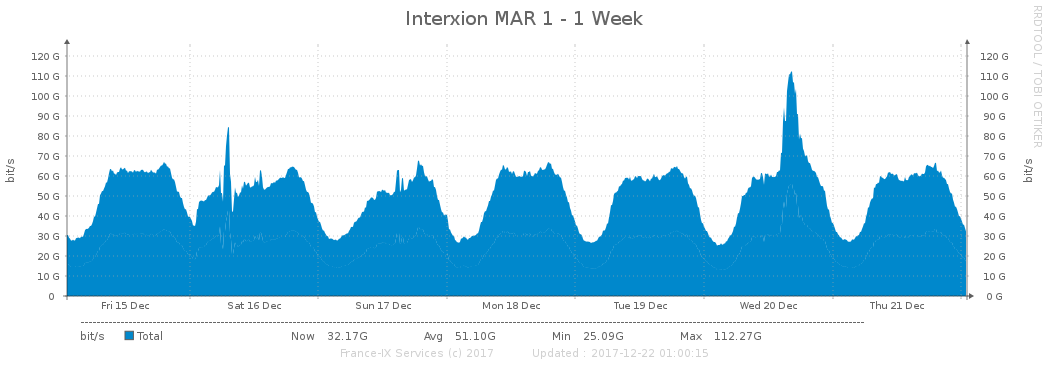 Interxion MAR 1 - 1 Week
RRDTOOL / TOBI OETIKER
bit/s
120 G 120 G
110 G 110 G
100 G 100 G
90 G 90 G
80 G 80 G
70 G 70 G
60 G 60 G
50 G 50 G
40 G 40 G
30 G 30 G
20 G 20 G
10 G 10 G
0 0 G
bit/s
Fri 15 Dec Sat 16 Dec Sun 17 Dec Mon 18 Dec Tue 19 Dec Wed 20 Dec Thu 21 Dec
bit/s Total Now 32.17G Avg 51.10G Min 25.09G Max 112.27G
France-IX Services (c) 2017 Updated : 2017-12-22 01:00:15